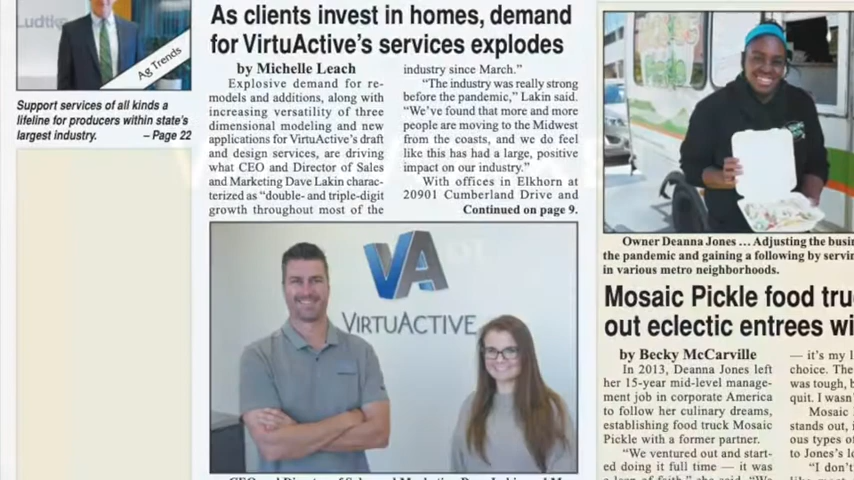 Ludtke
Ag Trends
Support services of all kinds a
lifeline for producers within state's
largest industry.
– Page 22
As clients invest in homes, demand
for VirtuActive's services explodes
by Michelle Leach
Explosive demand for re-
models and additions, along with
increasing versatility of three
dimensional modeling and new
applications for VirtuActive's draft
and design services, are driving
what CEO and Director of Sales
and Marketing Dave Lakin charac-
terized as "double- and triple-digit
growth throughout most of the
industry since March."
"The industry was really strong
before the pandemic," Lakin said.
"We've found that more and more
people are moving to the Midwest
from the coasts, and we do feel
like this has had a large, positive
impact on our industry."
With offices in Elkhorn at
20901 Cumberland Drive and
Continued on page 9.
VA
VIRTUACTIVE
Owner Deanna Jones ... Adjusting the busi
the pandemic and gaining a following by servin
in various metro neighborhoods.
Mosaic Pickle food tru
out eclectic entrees wi
by Becky McCarville
In 2013, Deanna Jones left
her 15-year mid-level manage-
ment job in corporate America
to follow her culinary dreams,
establishing food truck Mosaic
Pickle with a former partner.
"We ventured out and start-
ed doing it full time — it was
— it's my l
choice. The
was tough, b
quit. I wasn'
Mosaic
stands out, i
ous types of
to Jones's lo
"I don't